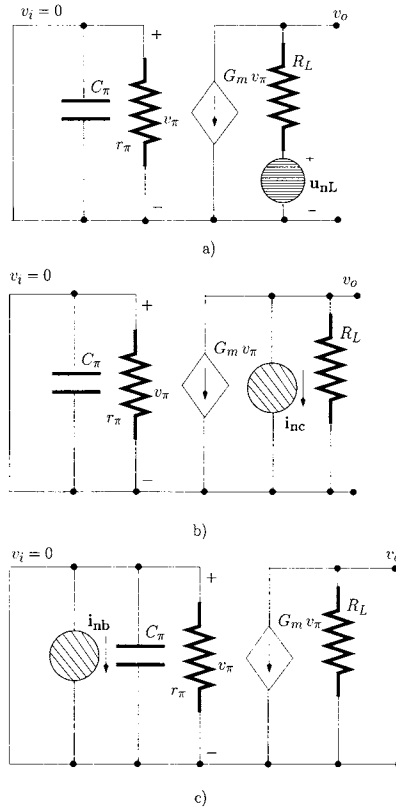 v_i = 0
+
v_o
C_π
v_π
r_π
−
G_m v_π
R_L
+
u_nL
−
a)
v_i = 0
+
v_o
C_π
v_π
r_π
−
G_m v_π
i_nc
R_L
b)
v_i = 0
+
v_o
i_nb
C_π
v_π
r_π
−
G_m v_π
R_L
c)